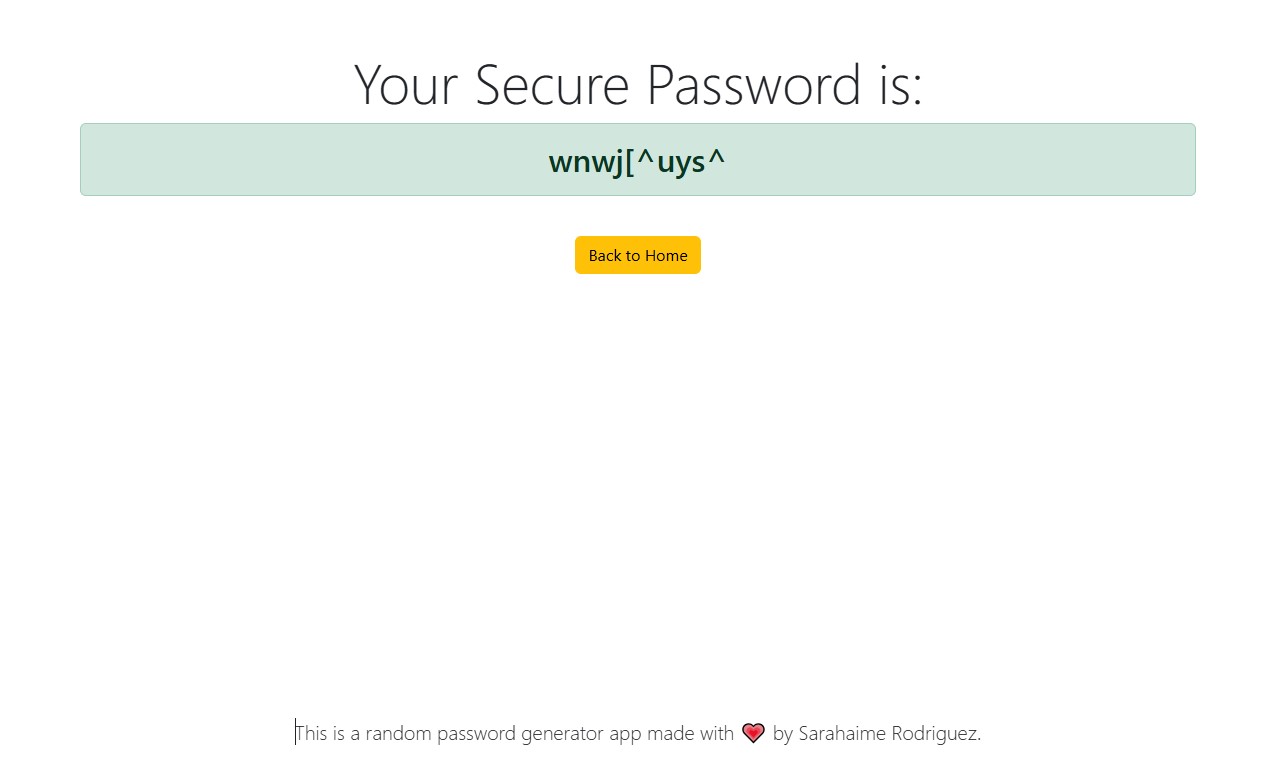 Your Secure Password is:
wnwj[^uys^
Back to Home
This is a random password generator app made with 💗 by Sarahaime Rodriguez.